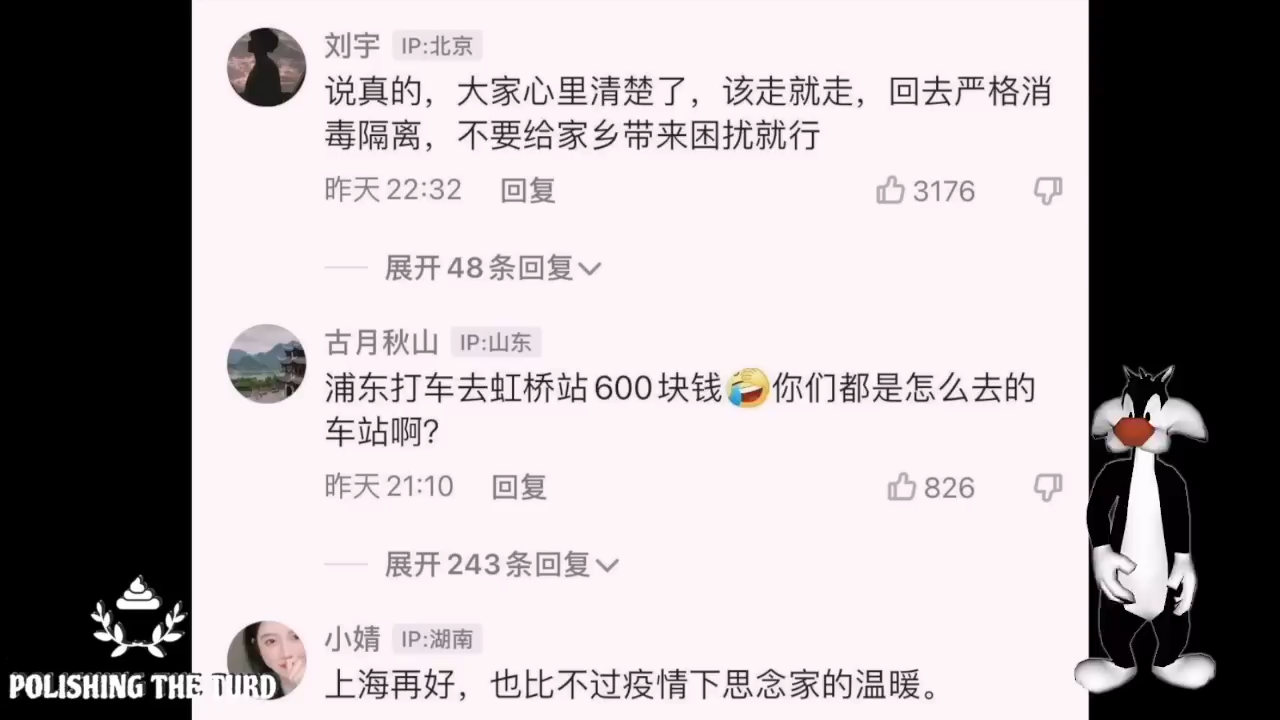 刘宇 IP:北京
说真的，大家心里清楚了，该走就走，回去严格消
毒隔离，不要给家乡带来困扰就行
昨天 22:32 回复 3176
展开 48 条回复
古月秋山 IP:山东
浦东打车去虹桥站 600 块钱🤣你们都是怎么去的
车站啊?
昨天 21:10 回复 826
展开 243 条回复
小婧 IP:湖南
上海再好，也比不过疫情下思念家的温暖。
POLISHING THE TURD